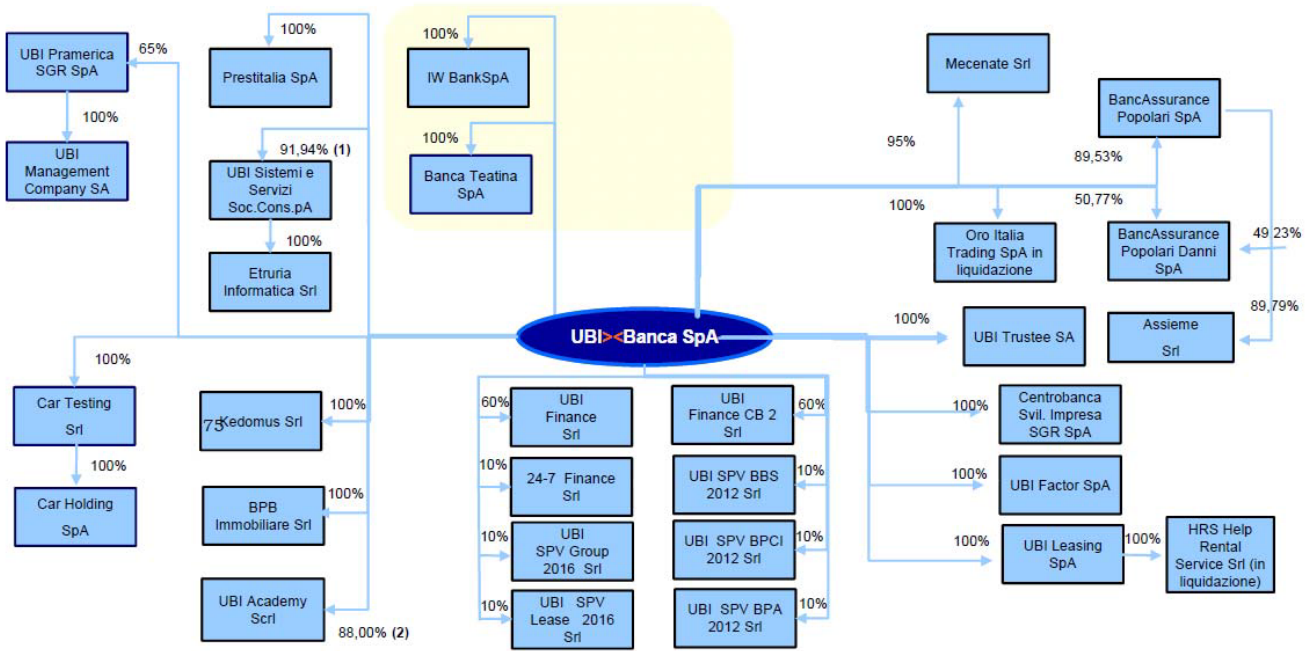 100%
UBI Pramerica
SGR SpA
65%
Prestitalia SpA
100%
UBI
Management
Company SA
91,94% (1)
UBI Sistemi e
Servizi
Soc.Cons.pA
100%
Etruria
Informatica Srl
100%
IW BankSpA
100%
Banca Teatina
SpA
Mecenate Srl
95%
BancAssurance
Popolari SpA
89,53%
100%
50,77%
Oro Italia
Trading SpA in
liquidazione
BancAssurance
Popolari Danni
SpA
49,23%
89,79%
UBI><Banca SpA
100%
UBI Trustee SA
Assieme
Srl
100%
Car Testing
Srl
100%
Car Holding
SpA
75
Kedomus Srl
100%
BPB
Immobiliare Srl
100%
UBI Academy
Scrl
88,00% (2)
60%
UBI
Finance
Srl
10%
24-7 Finance
Srl
10%
UBI
SPV Group
2016 Srl
10%
UBI SPV
Lease 2016
Srl
UBI
Finance CB 2
Srl
60%
UBI SPV BBS
2012 Srl
10%
UBI SPV BPCI
2012 Srl
10%
UBI SPV BPA
2012 Srl
10%
100%
Centrobanca
Svil. Impresa
SGR SpA
100%
UBI Factor SpA
100%
UBI Leasing
SpA
100%
HRS Help
Rental
Service Srl (in
liquidazione)